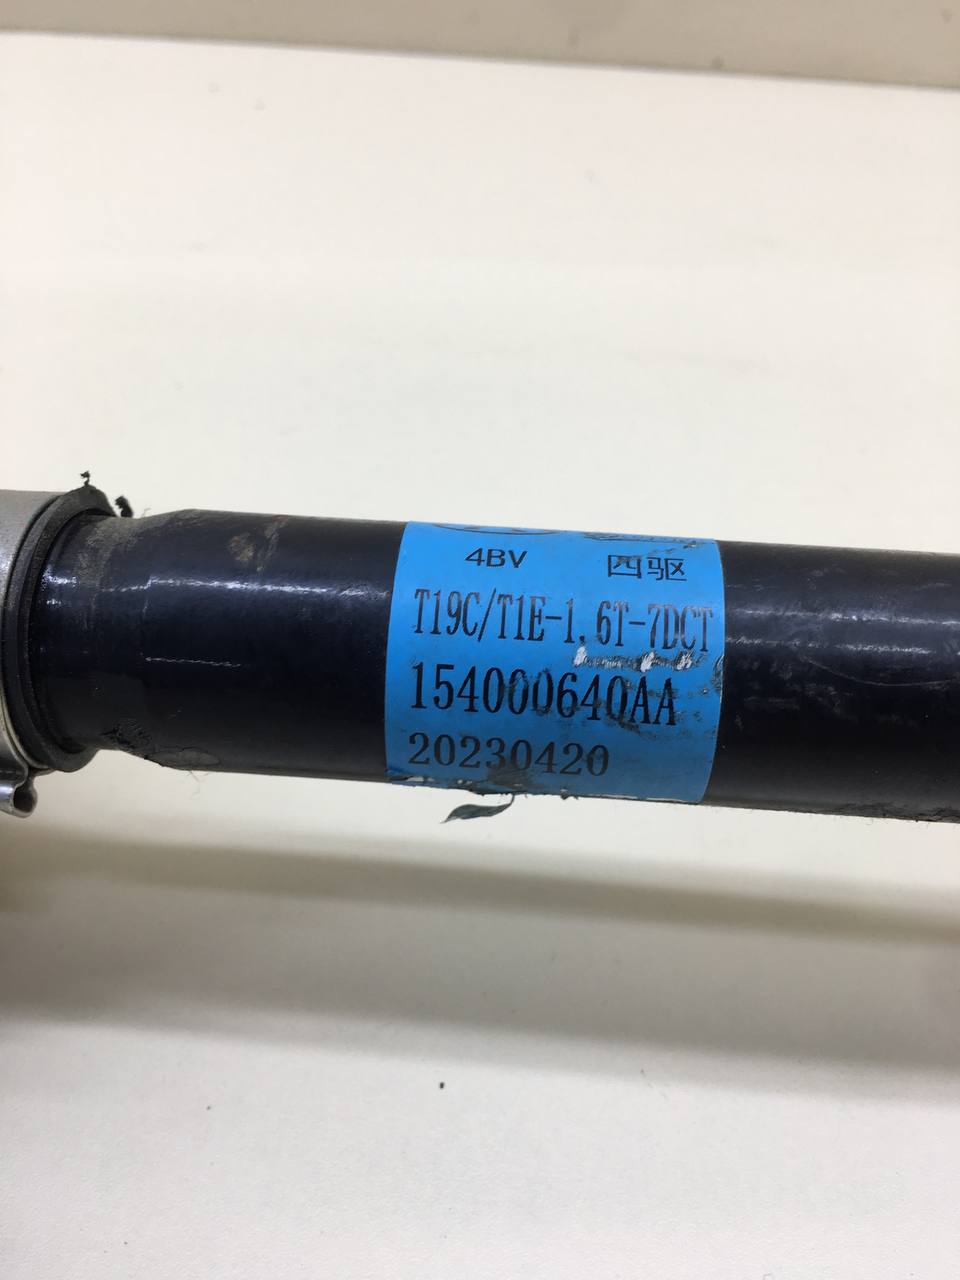 4BV 四驱
T19C/T1E-1.6T-7DCT
154000640AA
20230420